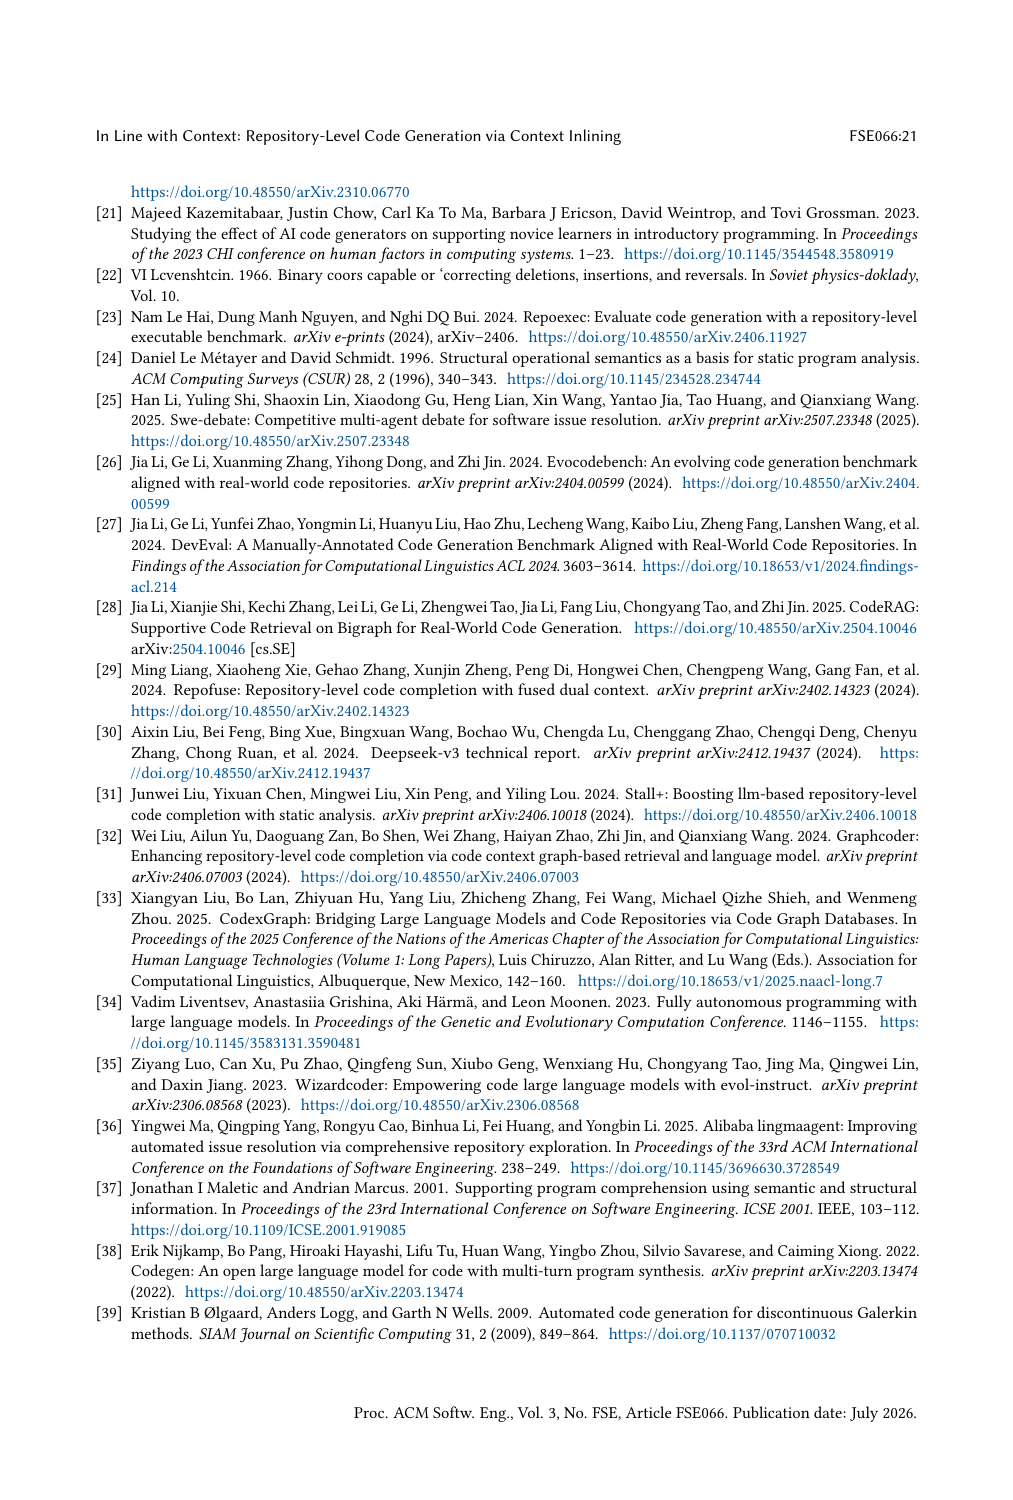 In Line with Context: Repository-Level Code Generation via Context Inlining FSE066:21
https://doi.org/10.48550/arXiv.2310.06770
[21] Majeed Kazemitabaar, Justin Chow, Carl Ka To Ma, Barbara J Ericson, David Weintrop, and Tovi Grossman. 2023.
Studying the effect of AI code generators on supporting novice learners in introductory programming. In Proceedings
of the 2023 CHI conference on human factors in computing systems. 1–23. https://doi.org/10.1145/3544548.3580919
[22] VI Lcvenshtcin. 1966. Binary coors capable or ‘correcting deletions, insertions, and reversals. In Soviet physics-doklady,
Vol. 10.
[23] Nam Le Hai, Dung Manh Nguyen, and Nghi DQ Bui. 2024. Repoexec: Evaluate code generation with a repository-level
executable benchmark. arXiv e-prints (2024), arXiv–2406. https://doi.org/10.48550/arXiv.2406.11927
[24] Daniel Le Métayer and David Schmidt. 1996. Structural operational semantics as a basis for static program analysis.
ACM Computing Surveys (CSUR) 28, 2 (1996), 340–343. https://doi.org/10.1145/234528.234744
[25] Han Li, Yuling Shi, Shaoxin Lin, Xiaodong Gu, Heng Lian, Xin Wang, Yantao Jia, Tao Huang, and Qianxiang Wang.
2025. Swe-debate: Competitive multi-agent debate for software issue resolution. arXiv preprint arXiv:2507.23348 (2025).
https://doi.org/10.48550/arXiv.2507.23348
[26] Jia Li, Ge Li, Xuanming Zhang, Yihong Dong, and Zhi Jin. 2024. Evocodebench: An evolving code generation benchmark
aligned with real-world code repositories. arXiv preprint arXiv:2404.00599 (2024). https://doi.org/10.48550/arXiv.2404.
00599
[27] Jia Li, Ge Li, Yunfei Zhao, Yongmin Li, Huanyu Liu, Hao Zhu, Lecheng Wang, Kaibo Liu, Zheng Fang, Lanshen Wang, et al.
2024. DevEval: A Manually-Annotated Code Generation Benchmark Aligned with Real-World Code Repositories. In
Findings of the Association for Computational Linguistics ACL 2024. 3603–3614. https://doi.org/10.18653/v1/2024.findings-
acl.214
[28] Jia Li, Xianjie Shi, Kechi Zhang, Lei Li, Ge Li, Zhengwei Tao, Jia Li, Fang Liu, Chongyang Tao, and Zhi Jin. 2025. CodeRAG:
Supportive Code Retrieval on Bigraph for Real-World Code Generation. https://doi.org/10.48550/arXiv.2504.10046
arXiv:2504.10046 [cs.SE]
[29] Ming Liang, Xiaoheng Xie, Gehao Zhang, Xunjin Zheng, Peng Di, Hongwei Chen, Chengpeng Wang, Gang Fan, et al.
2024. Repofuse: Repository-level code completion with fused dual context. arXiv preprint arXiv:2402.14323 (2024).
https://doi.org/10.48550/arXiv.2402.14323
[30] Aixin Liu, Bei Feng, Bing Xue, Bingxuan Wang, Bochao Wu, Chengda Lu, Chenggang Zhao, Chengqi Deng, Chenyu
Zhang, Chong Ruan, et al. 2024. Deepseek-v3 technical report. arXiv preprint arXiv:2412.19437 (2024). https:
//doi.org/10.48550/arXiv.2412.19437
[31] Junwei Liu, Yixuan Chen, Mingwei Liu, Xin Peng, and Yiling Lou. 2024. Stall+: Boosting llm-based repository-level
code completion with static analysis. arXiv preprint arXiv:2406.10018 (2024). https://doi.org/10.48550/arXiv.2406.10018
[32] Wei Liu, Ailun Yu, Daoguang Zan, Bo Shen, Wei Zhang, Haiyan Zhao, Zhi Jin, and Qianxiang Wang. 2024. Graphcoder:
Enhancing repository-level code completion via code context graph-based retrieval and language model. arXiv preprint
arXiv:2406.07003 (2024). https://doi.org/10.48550/arXiv.2406.07003
[33] Xiangyan Liu, Bo Lan, Zhiyuan Hu, Yang Liu, Zhicheng Zhang, Fei Wang, Michael Qizhe Shieh, and Wenmeng
Zhou. 2025. CodexGraph: Bridging Large Language Models and Code Repositories via Code Graph Databases. In
Proceedings of the 2025 Conference of the Nations of the Americas Chapter of the Association for Computational Linguistics:
Human Language Technologies (Volume 1: Long Papers), Luis Chiruzzo, Alan Ritter, and Lu Wang (Eds.). Association for
Computational Linguistics, Albuquerque, New Mexico, 142–160. https://doi.org/10.18653/v1/2025.naacl-long.7
[34] Vadim Liventsev, Anastasiia Grishina, Aki Härmä, and Leon Moonen. 2023. Fully autonomous programming with
large language models. In Proceedings of the Genetic and Evolutionary Computation Conference. 1146–1155. https:
//doi.org/10.1145/3583131.3590481
[35] Ziyang Luo, Can Xu, Pu Zhao, Qingfeng Sun, Xiubo Geng, Wenxiang Hu, Chongyang Tao, Jing Ma, Qingwei Lin,
and Daxin Jiang. 2023. Wizardcoder: Empowering code large language models with evol-instruct. arXiv preprint
arXiv:2306.08568 (2023). https://doi.org/10.48550/arXiv.2306.08568
[36] Yingwei Ma, Qingping Yang, Rongyu Cao, Binhua Li, Fei Huang, and Yongbin Li. 2025. Alibaba lingmaagent: Improving
automated issue resolution via comprehensive repository exploration. In Proceedings of the 33rd ACM International
Conference on the Foundations of Software Engineering. 238–249. https://doi.org/10.1145/3696630.3728549
[37] Jonathan I Maletic and Andrian Marcus. 2001. Supporting program comprehension using semantic and structural
information. In Proceedings of the 23rd International Conference on Software Engineering. ICSE 2001. IEEE, 103–112.
https://doi.org/10.1109/ICSE.2001.919085
[38] Erik Nijkamp, Bo Pang, Hiroaki Hayashi, Lifu Tu, Huan Wang, Yingbo Zhou, Silvio Savarese, and Caiming Xiong. 2022.
Codegen: An open large language model for code with multi-turn program synthesis. arXiv preprint arXiv:2203.13474
(2022). https://doi.org/10.48550/arXiv.2203.13474
[39] Kristian B Ølgaard, Anders Logg, and Garth N Wells. 2009. Automated code generation for discontinuous Galerkin
methods. SIAM Journal on Scientific Computing 31, 2 (2009), 849–864. https://doi.org/10.1137/070710032
Proc. ACM Softw. Eng., Vol. 3, No. FSE, Article FSE066. Publication date: July 2026.